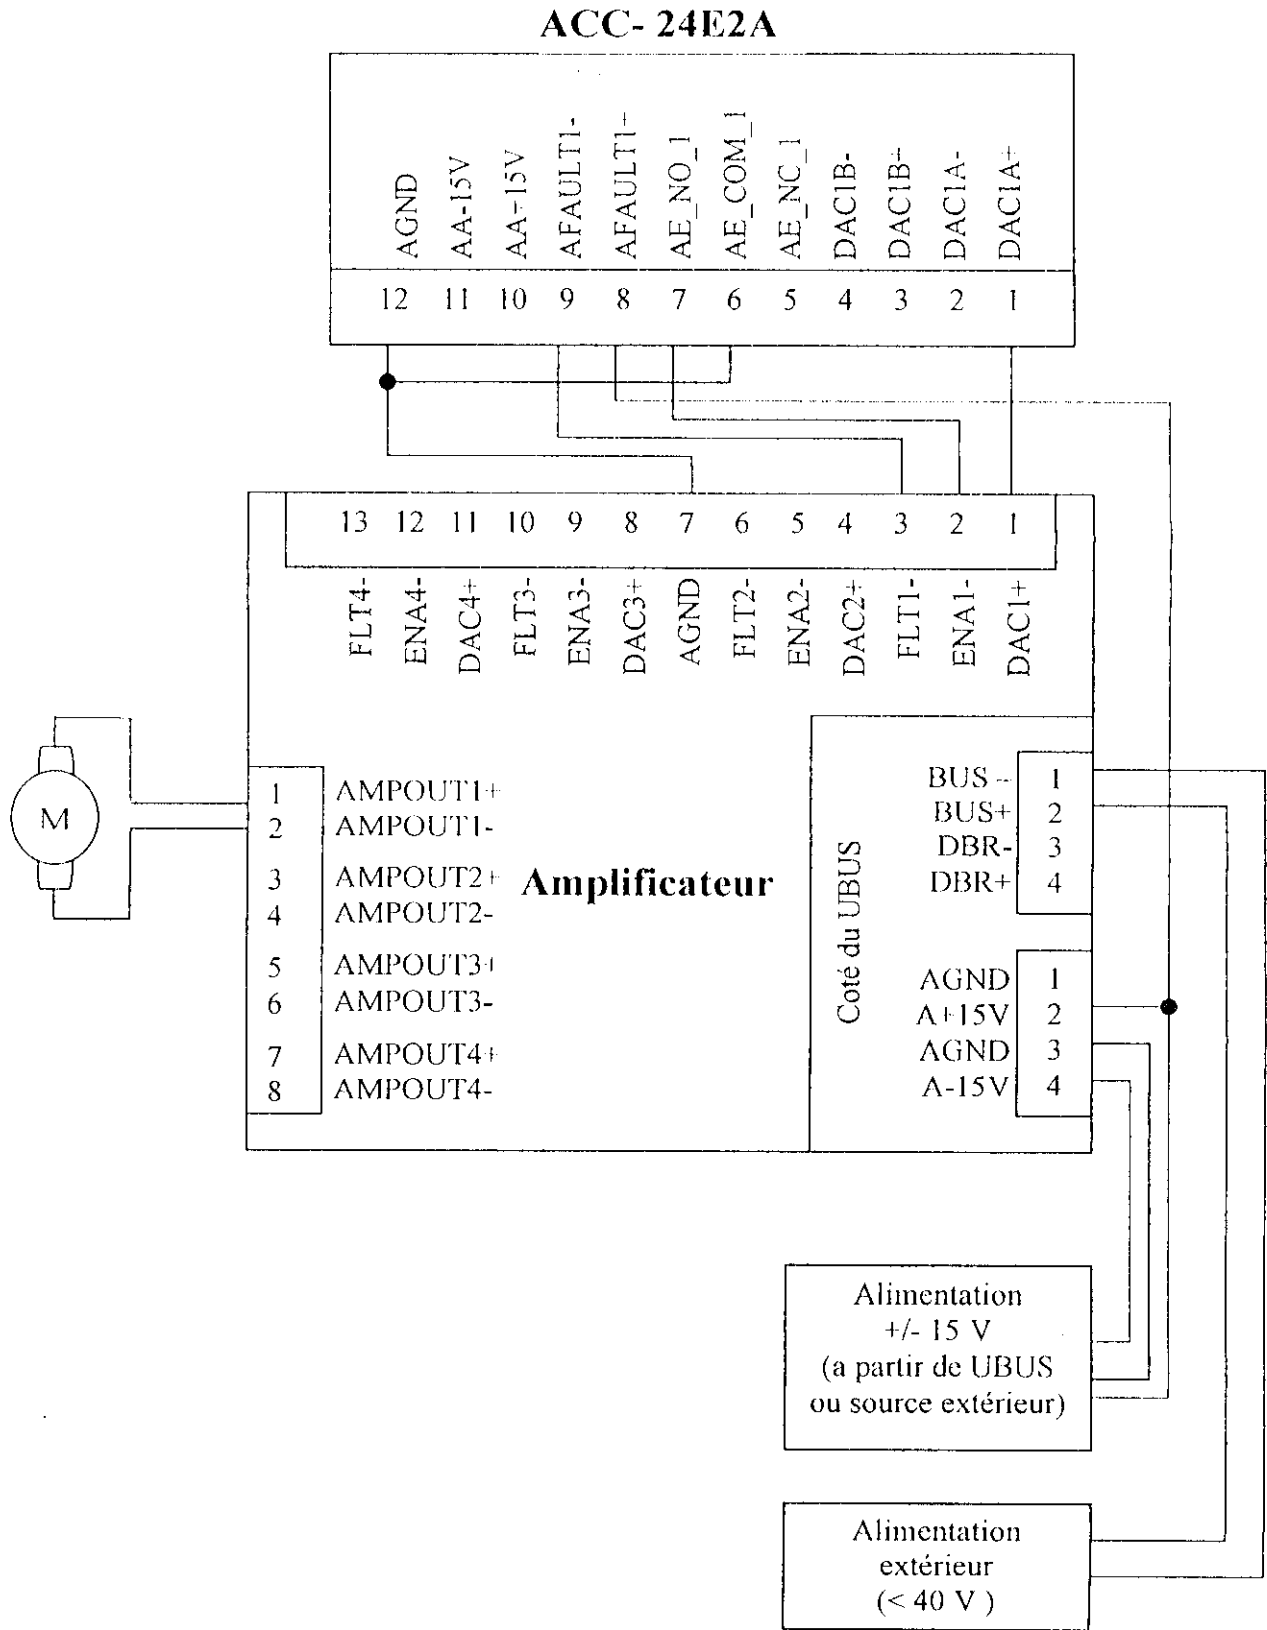 ACC- 24E2A
AGND
AA-15V
AA+15V
AFAULT1-
AFAULT1+
AE_NO_1
AE_COM_1
AE_NC_1
DAC1B-
DAC1B+
DAC1A-
DAC1A+
12 11 10 9 8 7 6 5 4 3 2 1
13 12 11 10 9 8 7 6 5 4 3 2 1
FLT4-
ENA4-
DAC4+
FLT3-
ENA3-
DAC3+
AGND
FLT2-
ENA2-
DAC2+
FLT1-
ENA1-
DAC1+
M
1 AMPOUT1+
2 AMPOUT1-
3 AMPOUT2+
4 AMPOUT2-
5 AMPOUT3+
6 AMPOUT3-
7 AMPOUT4+
8 AMPOUT4-
Amplificateur
Coté du UBUS
BUS - 1
BUS+ 2
DBR- 3
DBR+ 4
AGND 1
A+15V 2
AGND 3
A-15V 4
Alimentation
+/- 15 V
(a partir de UBUS
ou source extérieur)
Alimentation
extérieur
(< 40 V )